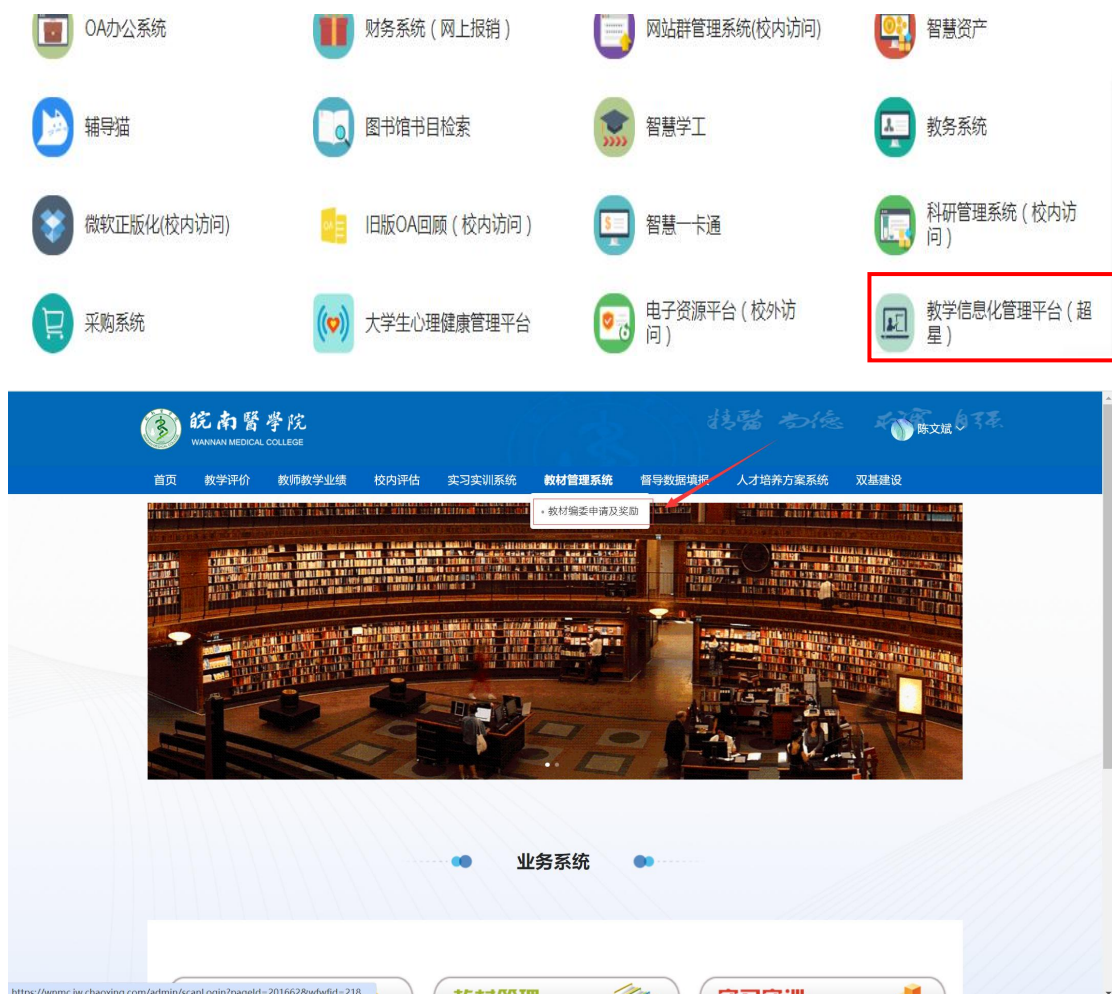 OA办公系统
财务系统（网上报销）
网站群管理系统(校内访问)
智慧资产
辅导猫
图书馆书目检索
智慧学工
教务系统
微软正版化(校内访问)
旧版OA回顾（校内访问）
智慧一卡通
科研管理系统（校内访
问）
采购系统
大学生心理健康管理平台
电子资源平台（校外访
问）
教学信息化管理平台（超
星）
皖南醫學院
WANNAN MEDICAL COLLEGE
陈文斌
首页 教学评价 教师教学业绩 校内评估 实习实训系统 教材管理系统 督导数据填报 人才培养方案系统 双基建设
教材编委申请及奖励
业务系统